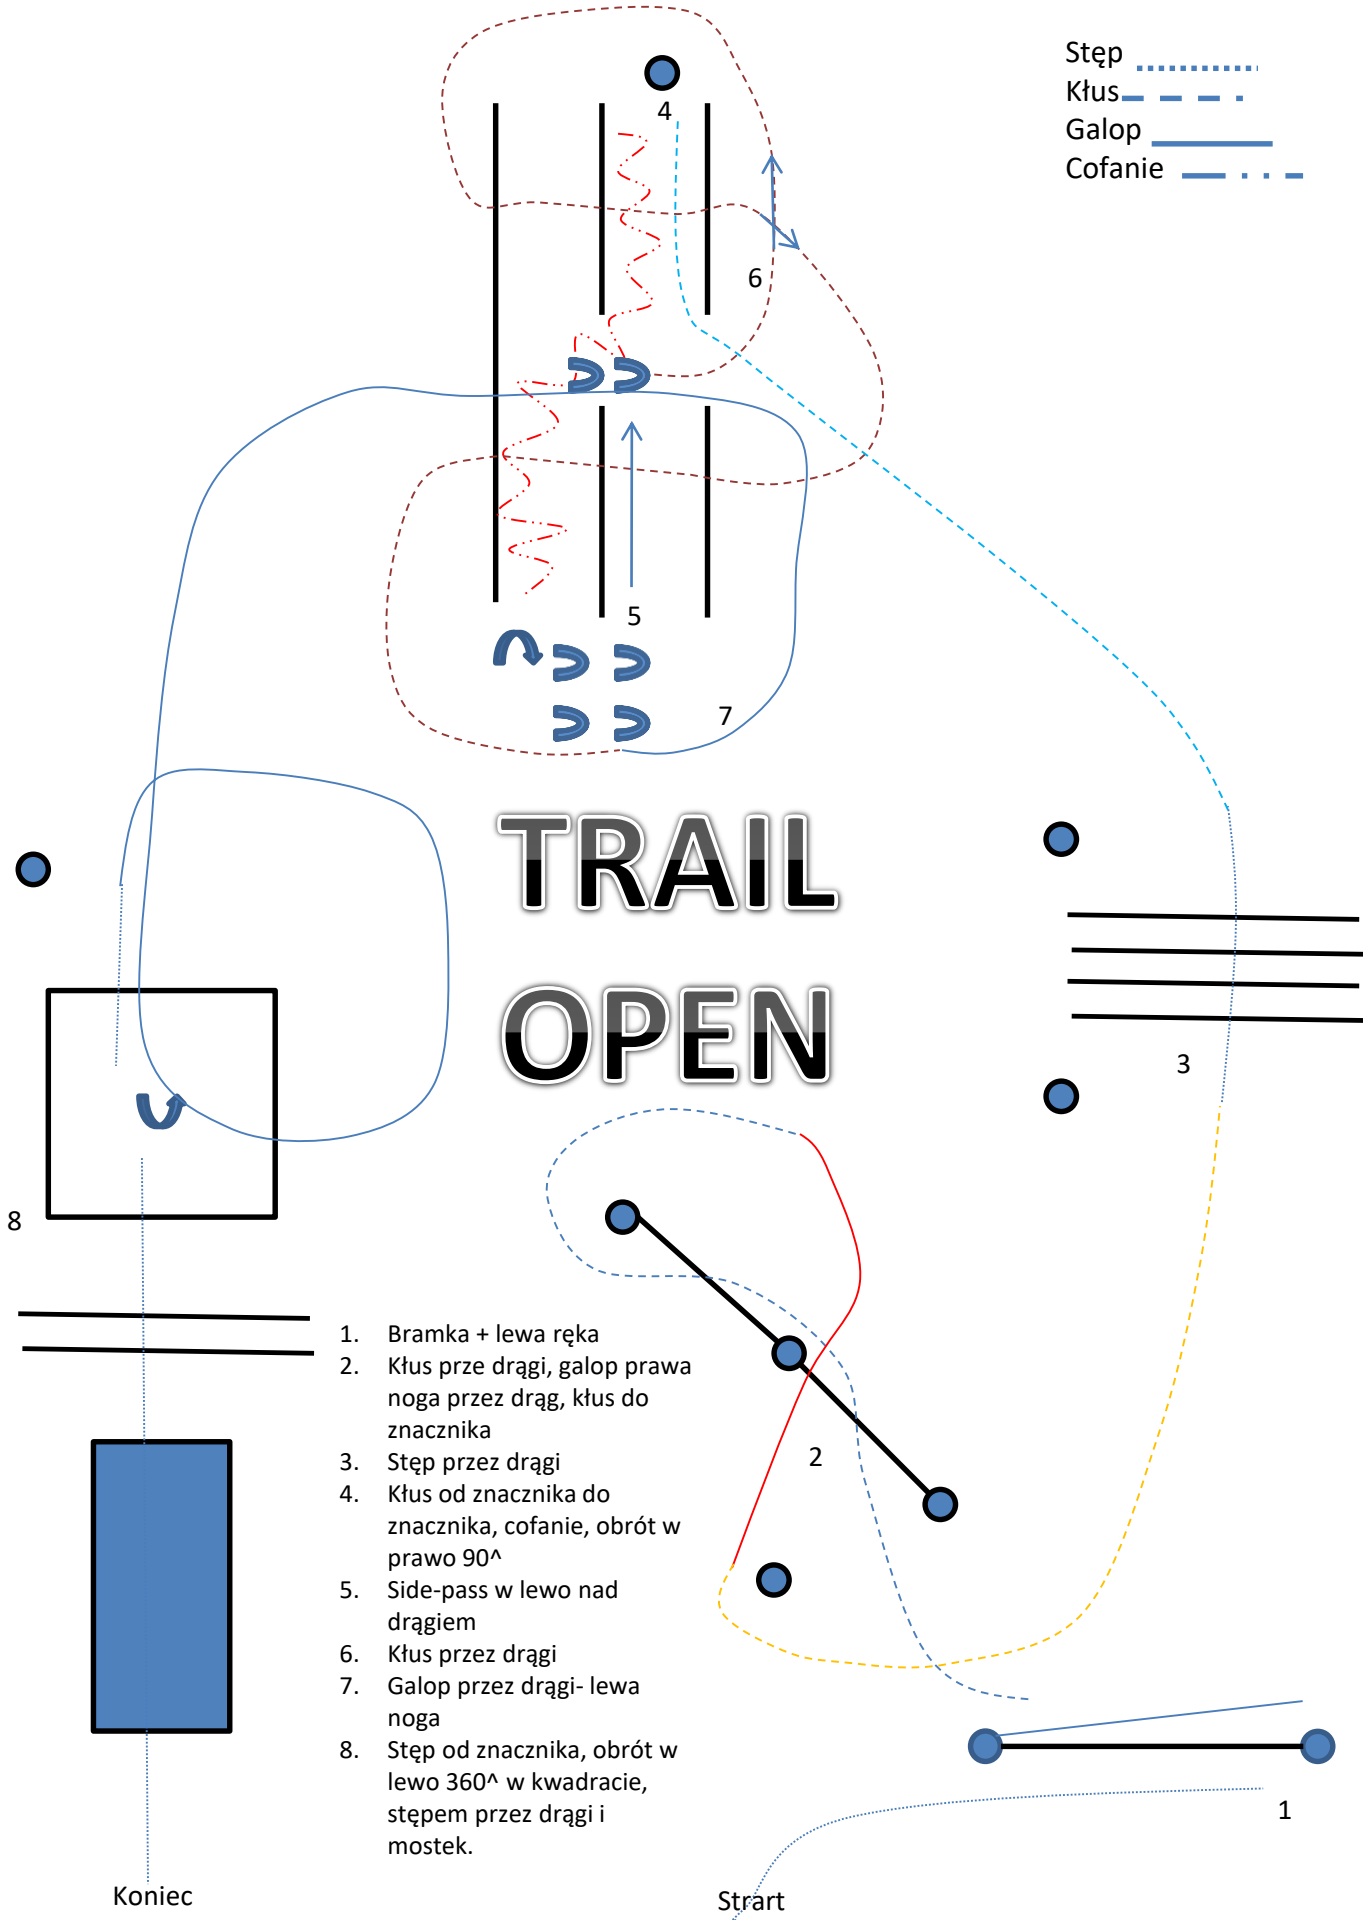 Stęp
Kłus
Galop
Cofanie
4
6
5
7
TRAIL
OPEN
3
8
2
1. Bramka + lewa ręka
2. Kłus prze drągi, galop prawa
noga przez drąg, kłus do
znacznika
3. Stęp przez drągi
4. Kłus od znacznika do
znacznika, cofanie, obrót w
prawo 90^
5. Side-pass w lewo nad
drągiem
6. Kłus przez drągi
7. Galop przez drągi- lewa
noga
8. Stęp od znacznika, obrót w
lewo 360^ w kwadracie,
stępem przez drągi i
mostek.
1
Koniec
Strart